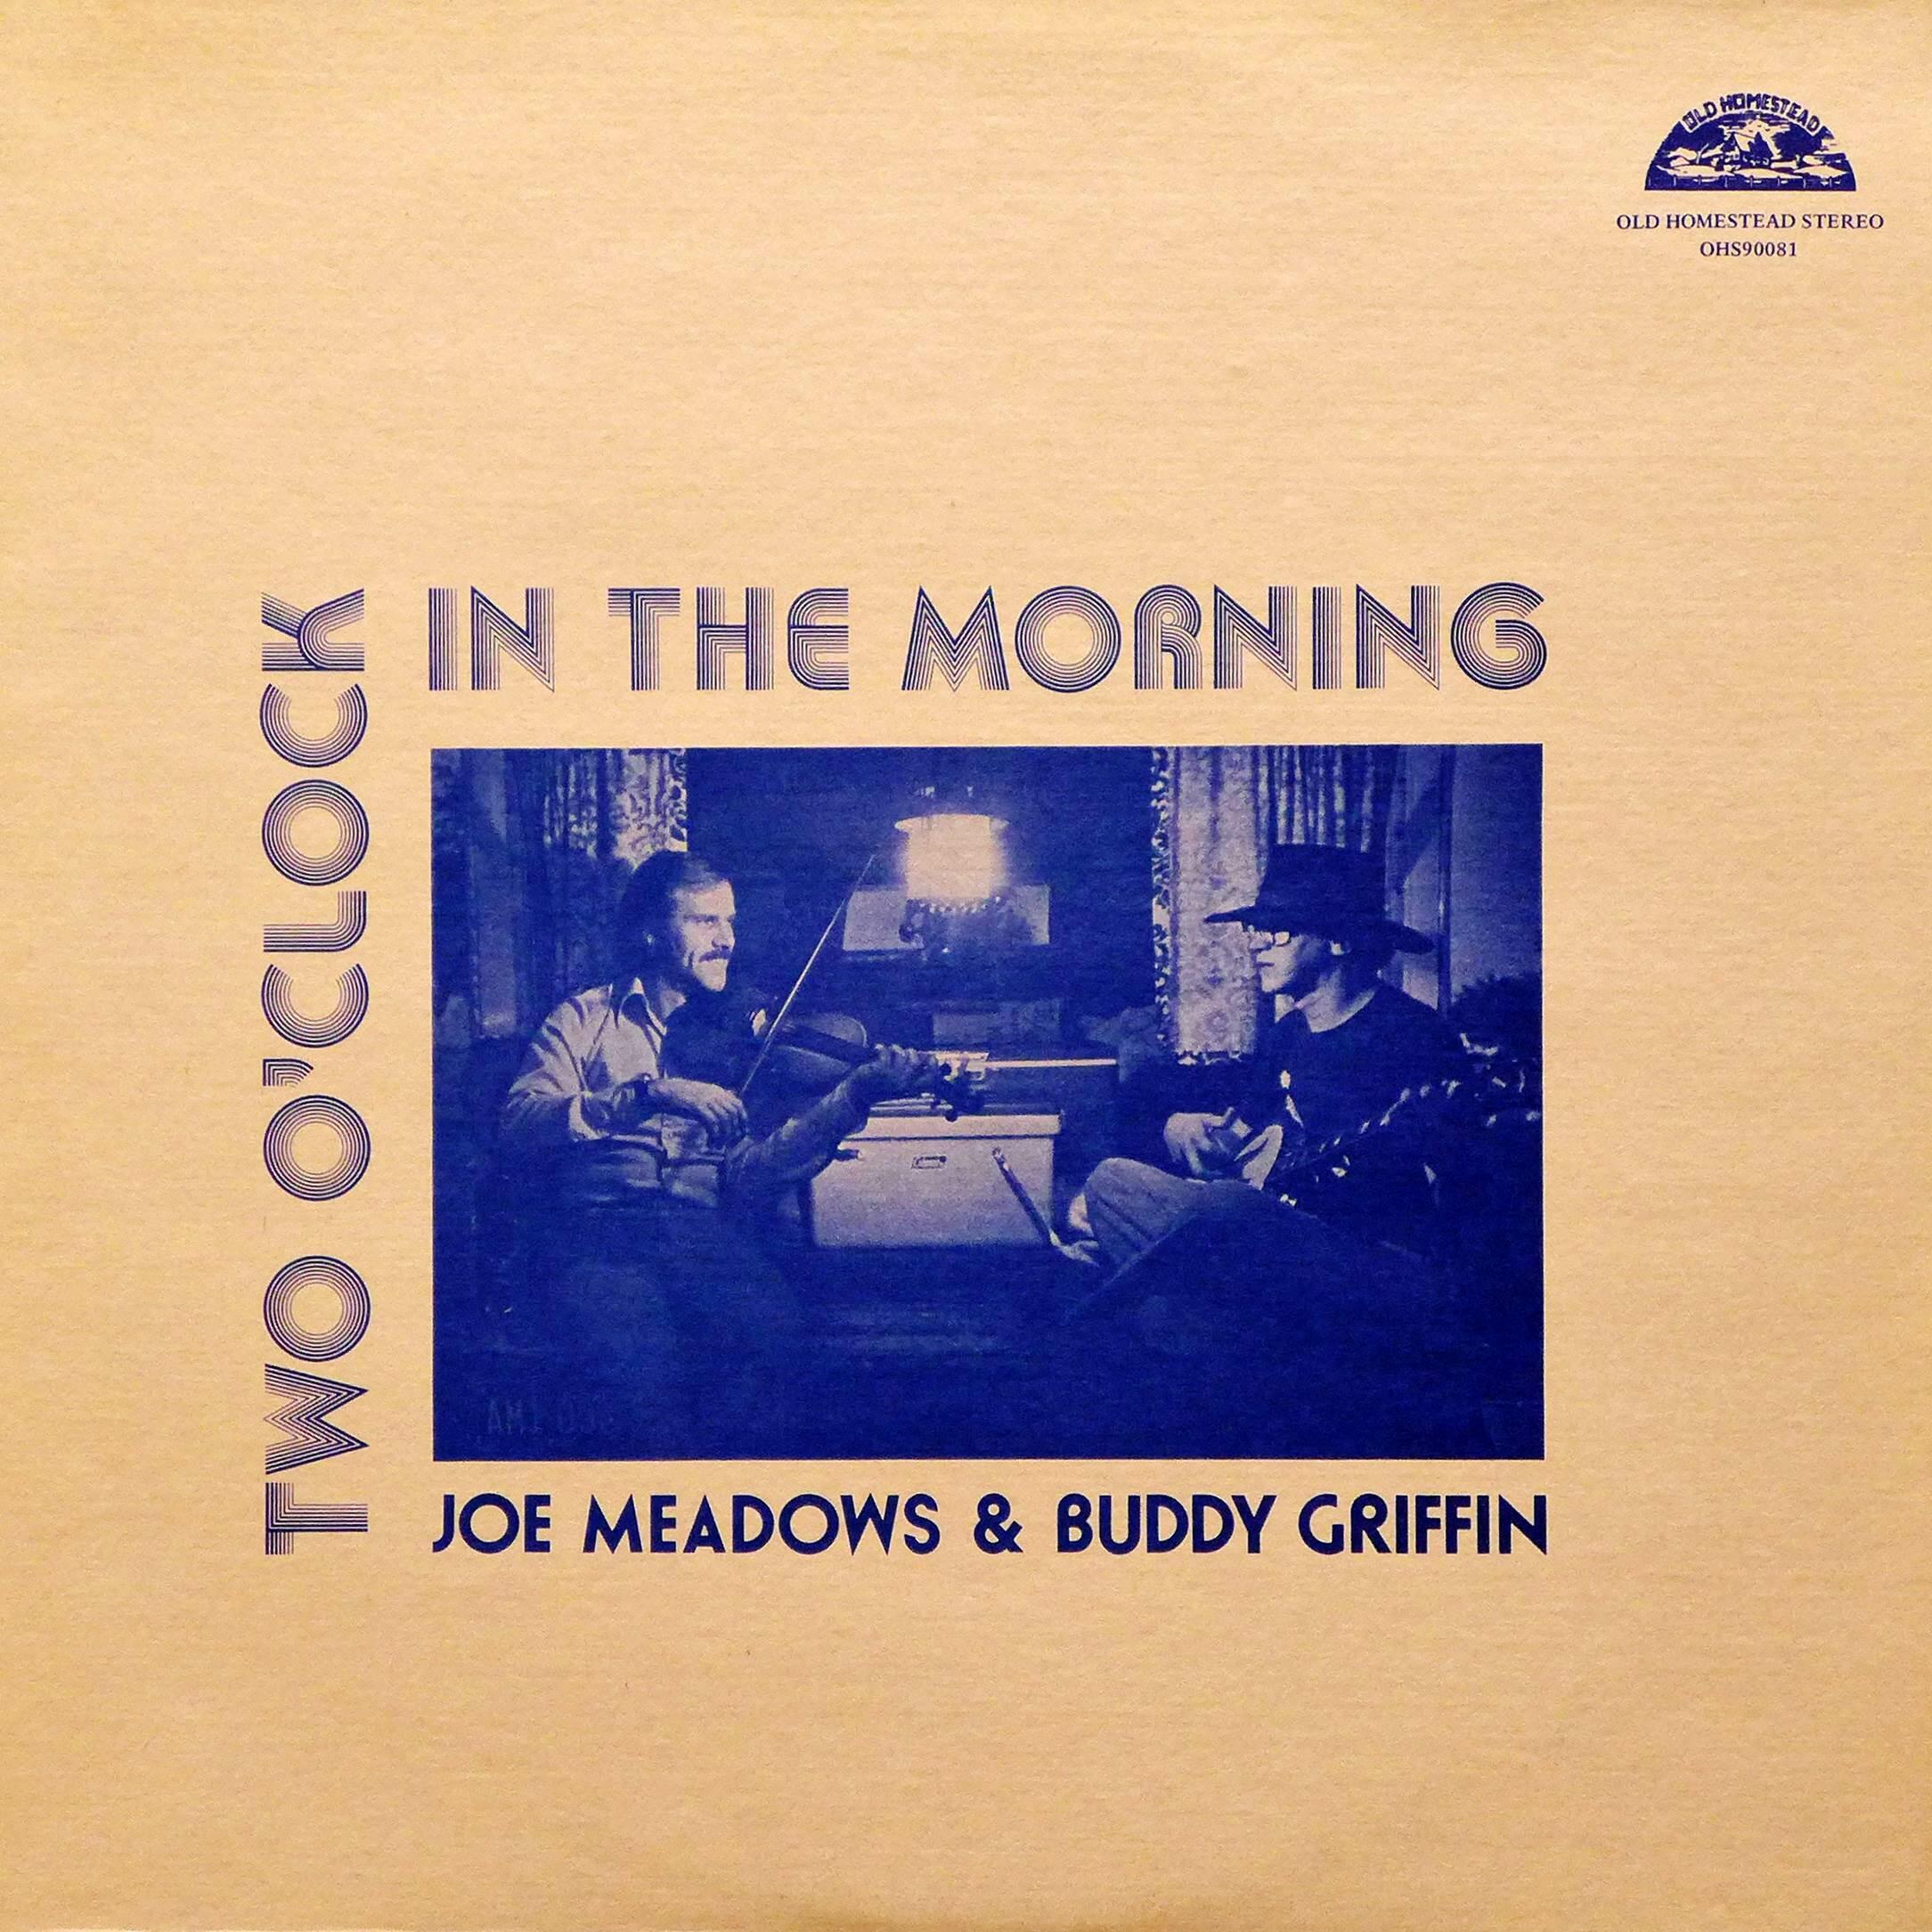 OLD HOMESTEAD
OLD HOMESTEAD STEREO
OHS90081
TWO O'CLOCK
IN THE MORNING
JOE MEADOWS & BUDDY GRIFFIN